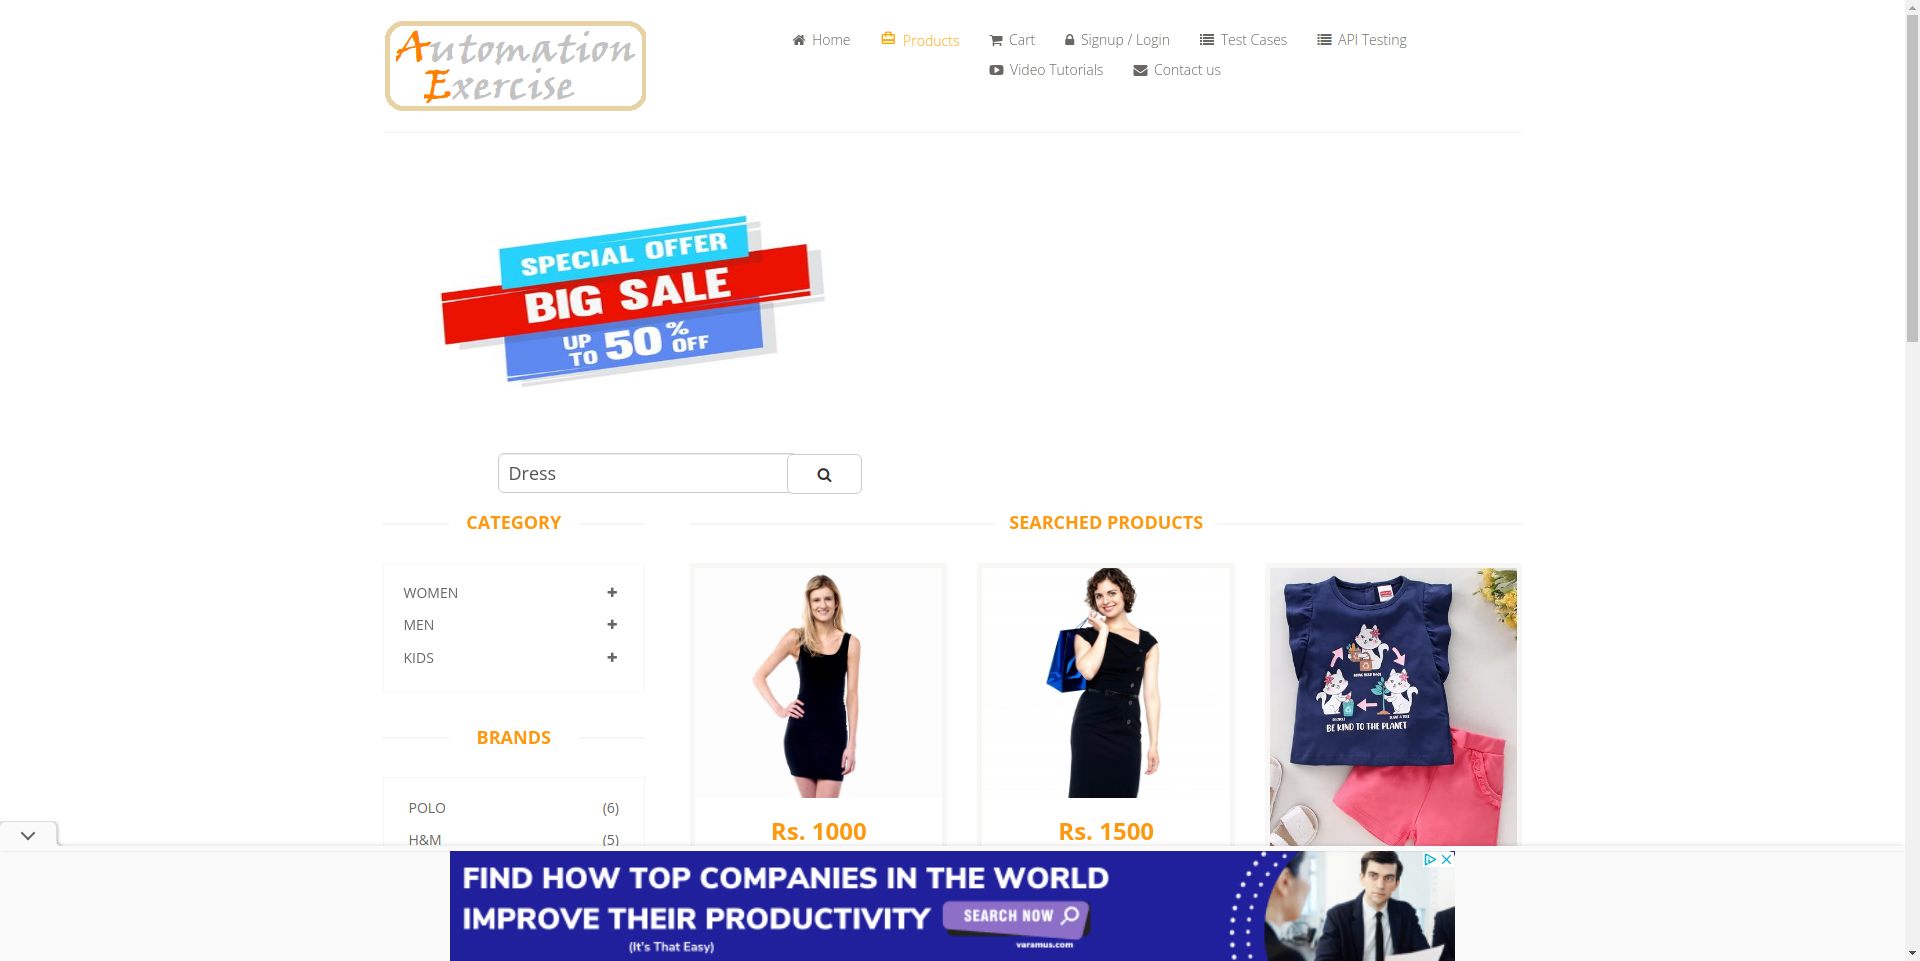 Automation
Exercise
Home
Products
Cart
Signup / Login
Test Cases
API Testing
Video Tutorials
Contact us
SPECIAL OFFER
BIG SALE
UP TO 50% OFF
Dress
CATEGORY
SEARCHED PRODUCTS
WOMEN
MEN
KIDS
BRANDS
POLO (6)
H&M (5)
BE KIND TO THE PLANET
Rs. 1000
Rs. 1500
FIND HOW TOP COMPANIES IN THE WORLD
IMPROVE THEIR PRODUCTIVITY
SEARCH NOW
(It's That Easy)
varamus.com